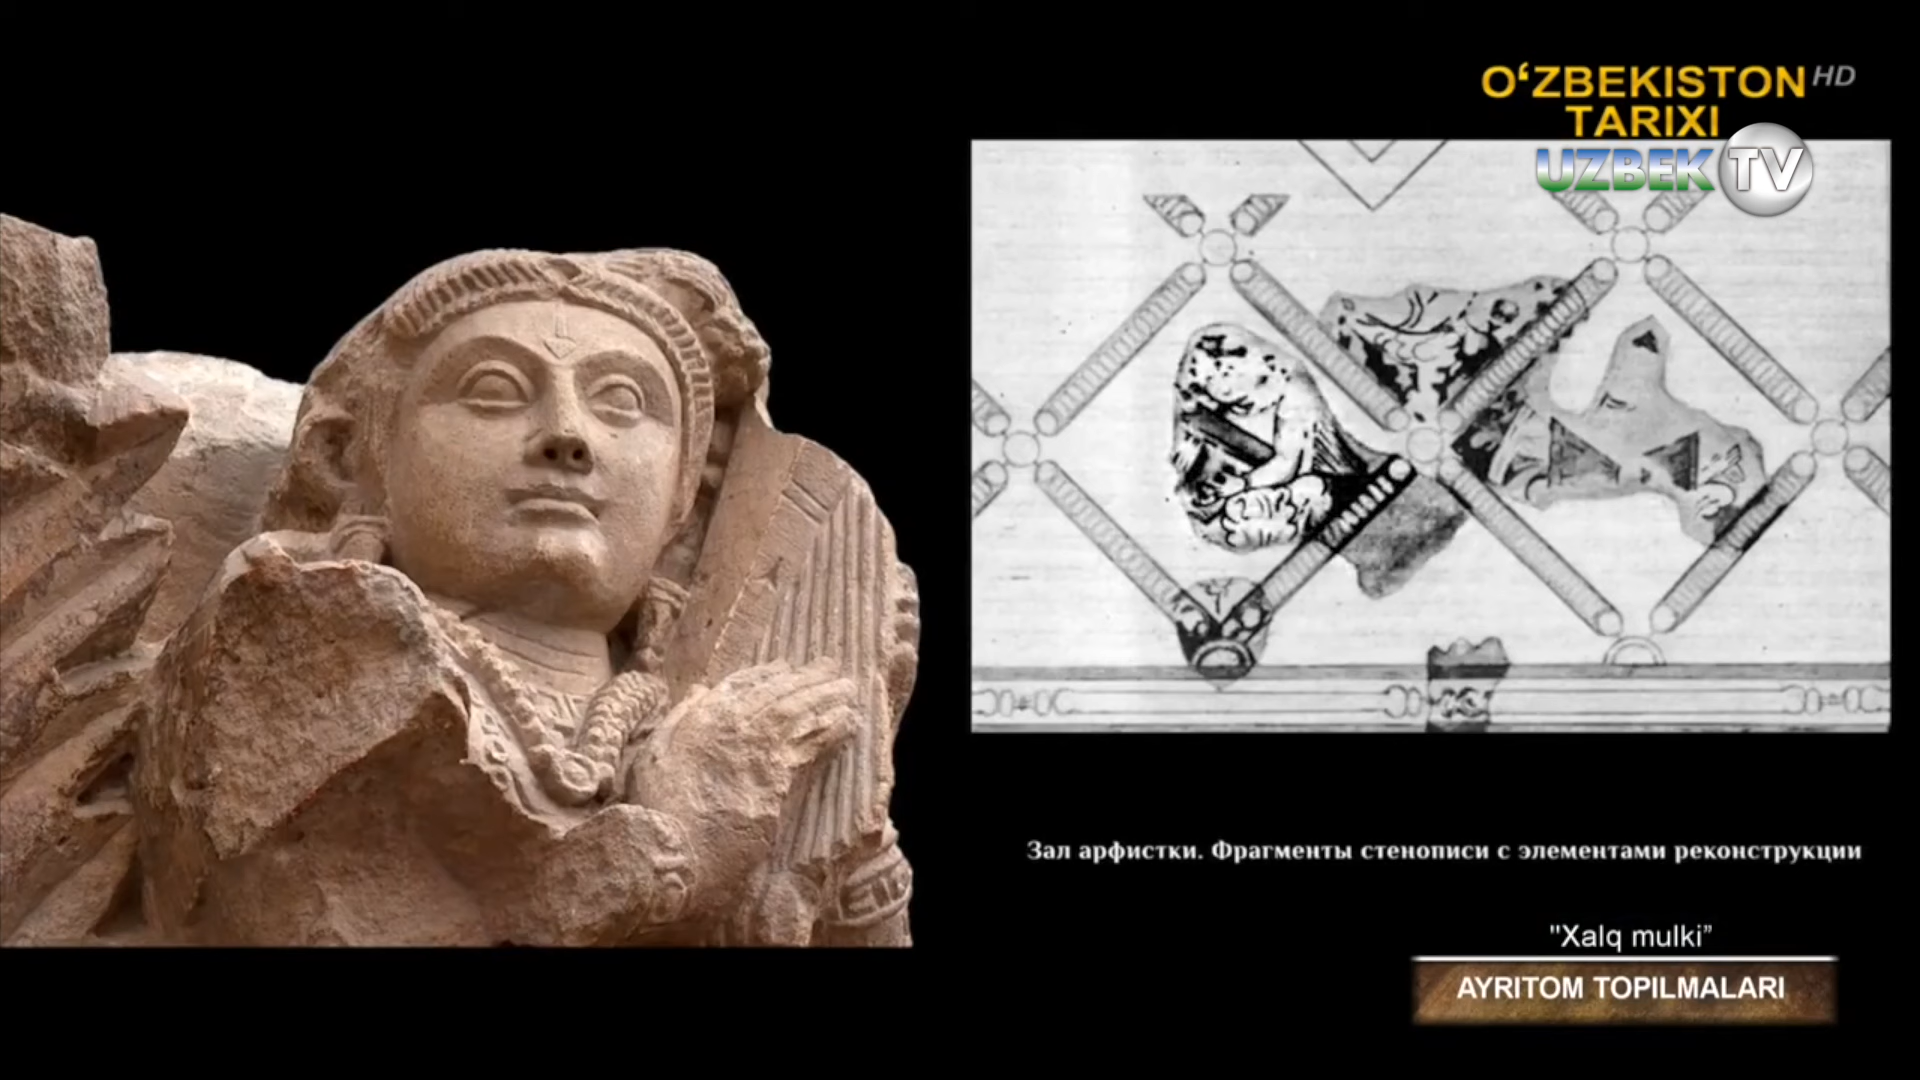 O‘ZBEKISTON HD
TARIXI
UZBEK TV
Зал арфистки. Фрагменты стенописи с элементами реконструкции
"Xalq mulki”
AYRITOM TOPILMALARI